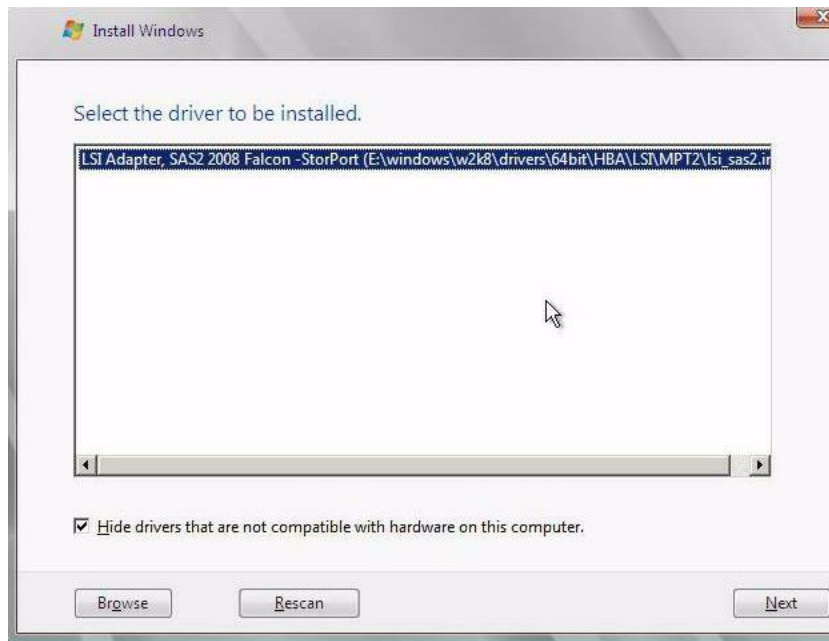 Install Windows
Select the driver to be installed.
LSI Adapter, SAS2 2008 Falcon -StorPort (E:\windows\w2k8\drivers\64bit\HBA\LSI\MPT2\lsi_sas2.in
Hide drivers that are not compatible with hardware on this computer.
Browse Rescan Next